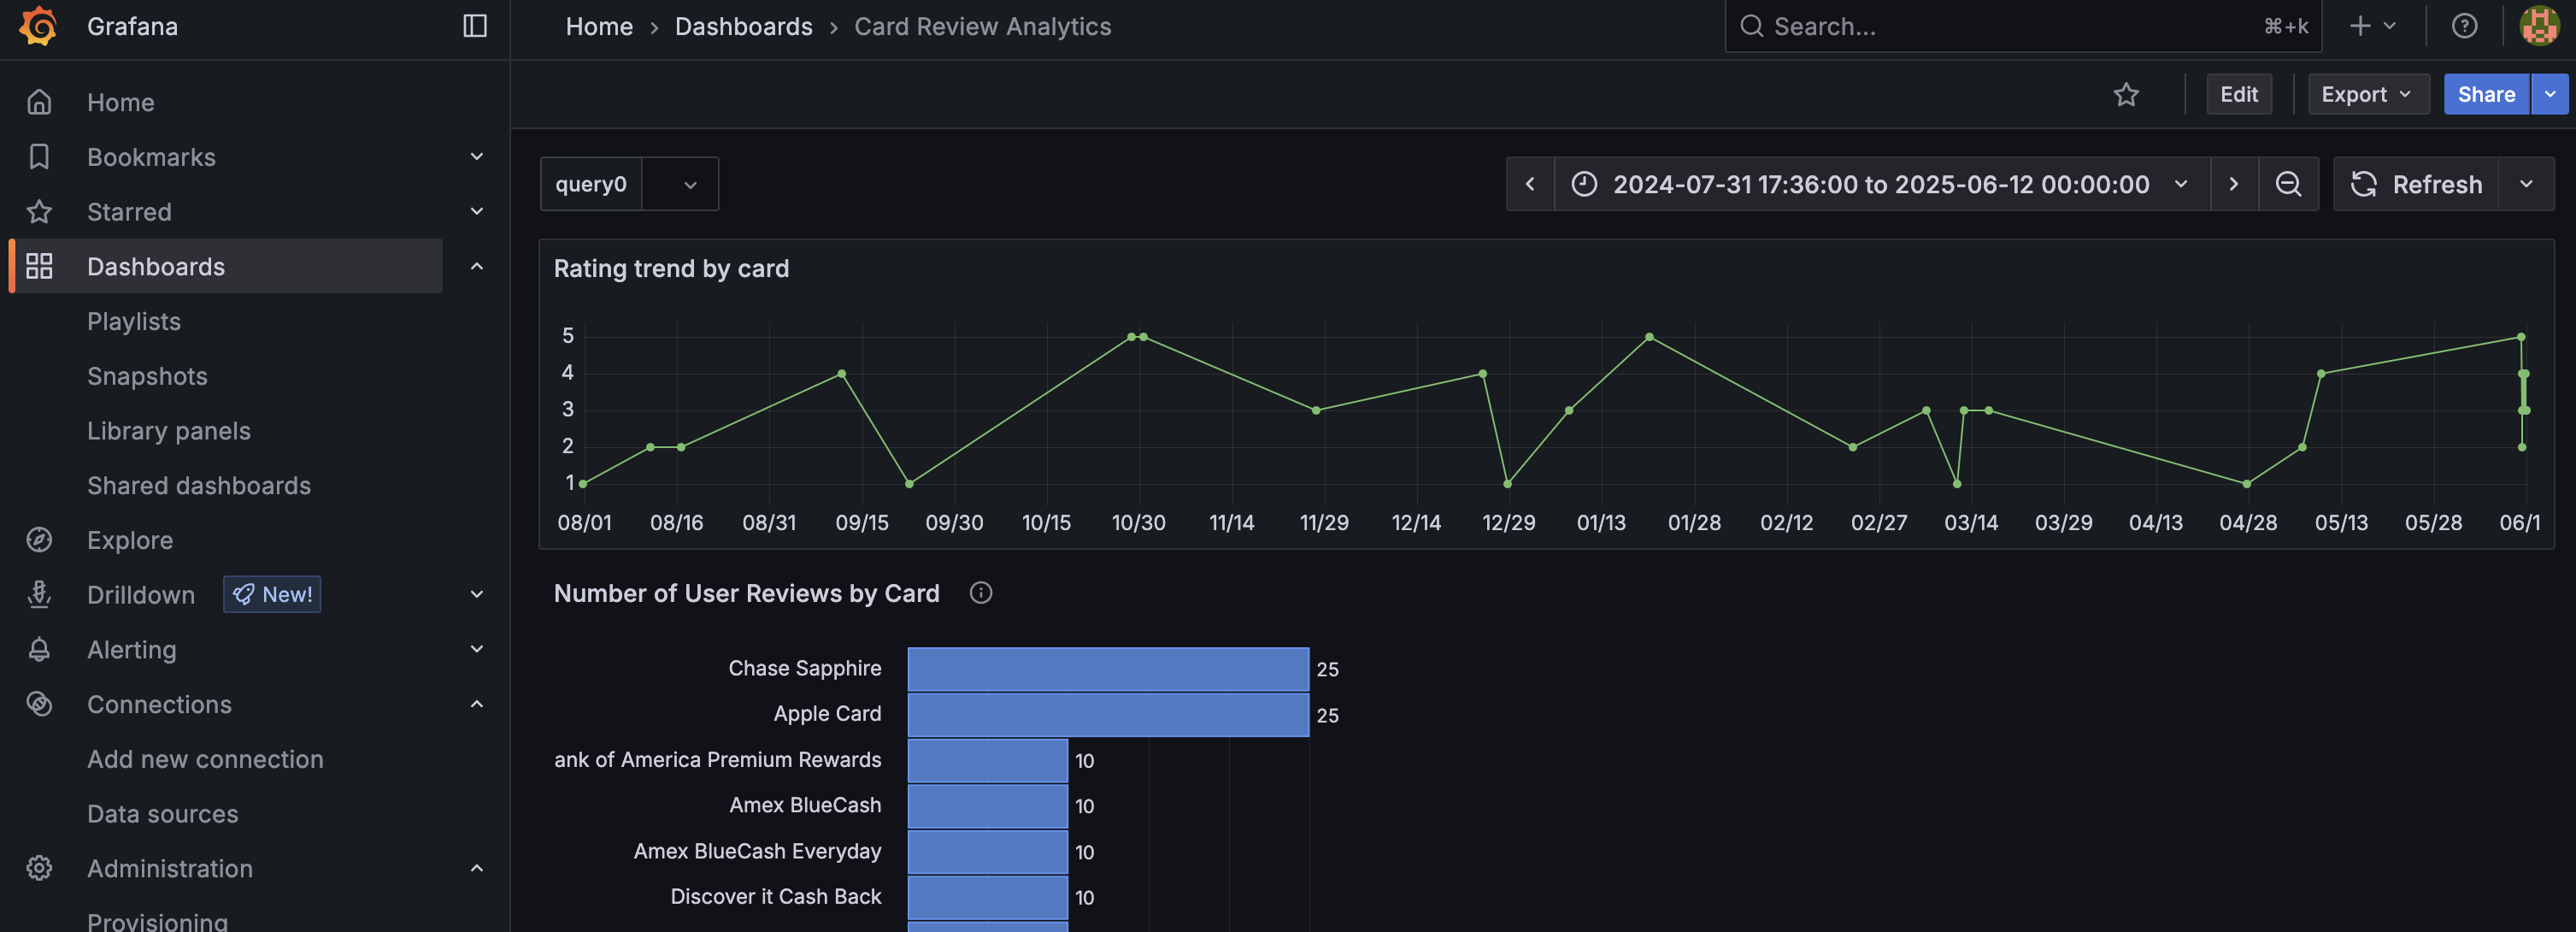 Grafana
Home › Dashboards › Card Review Analytics
Search...
⌘+k
Home
Bookmarks
Starred
Dashboards
Playlists
Snapshots
Library panels
Shared dashboards
Explore
Drilldown
New!
Alerting
Connections
Add new connection
Data sources
Administration
Provisioning
Edit
Export
Share
query0
2024-07-31 17:36:00 to 2025-06-12 00:00:00
Refresh
Rating trend by card
5
4
3
2
1
08/01 08/16 08/31 09/15 09/30 10/15 10/30 11/14 11/29 12/14 12/29 01/13 01/28 02/12 02/27 03/14 03/29 04/13 04/28 05/13 05/28 06/1
Number of User Reviews by Card
Chase Sapphire 25
Apple Card 25
ank of America Premium Rewards 10
Amex BlueCash 10
Amex BlueCash Everyday 10
Discover it Cash Back 10